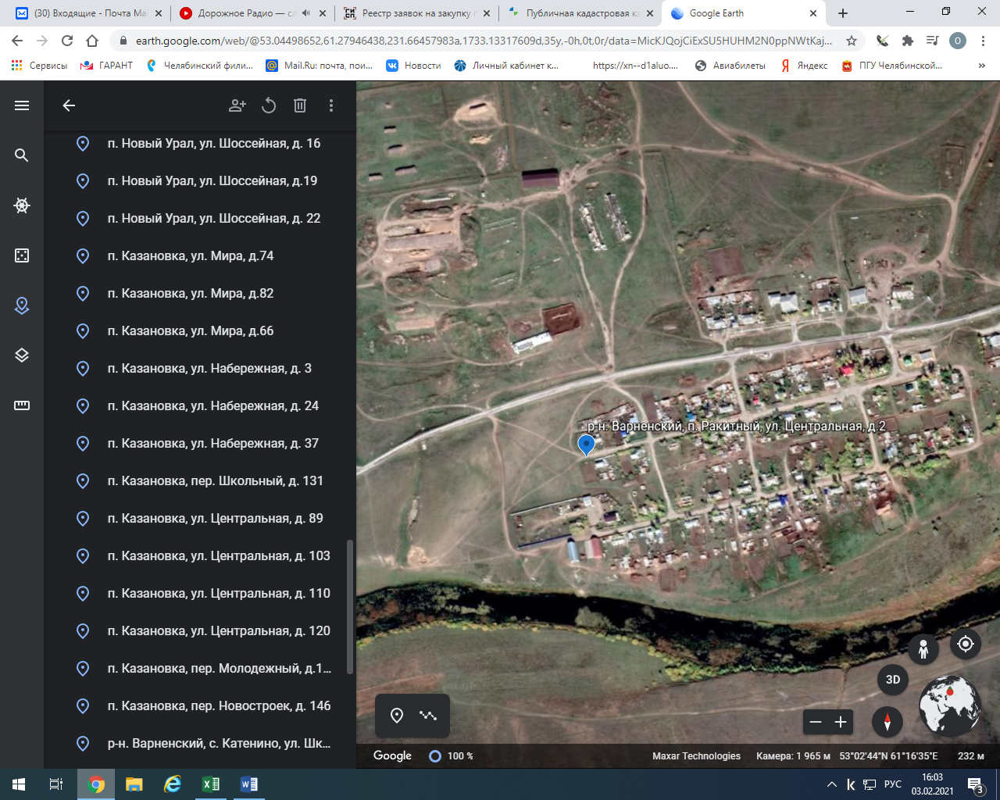 (30) Входящие - Почта Ma
Дорожное Радио — сл
Реестр заявок на закупку
Публичная кадастровая ка
Google Earth
earth.google.com/web/@53.04498652,61.27946438,231.66457983a,1733.13317609d,35y,-0h,0t,0r/data=MicKJQojCiExSU5HUHM2N0ppNWtKaj...
О
Сервисы
ГАРАНТ
Челябинский фили...
Mail.Ru: почта, пои...
Новости
Личный кабинет к...
https://xn--d1aluo....
Авиабилеты
Яндекс
ПГУ Челябинской...
»
п. Новый Урал, ул. Шоссейная, д. 16
п. Новый Урал, ул. Шоссейная, д.19
п. Новый Урал, ул. Шоссейная, д. 22
п. Казановка, ул. Мира, д.74
п. Казановка, ул. Мира, д.82
п. Казановка, ул. Мира, д.66
п. Казановка, ул. Набережная, д. 3
п. Казановка, ул. Набережная, д. 24
п. Казановка, ул. Набережная, д. 37
п. Казановка, пер. Школьный, д. 131
п. Казановка, ул. Центральная, д. 89
п. Казановка, ул. Центральная, д. 103
п. Казановка, ул. Центральная, д. 110
п. Казановка, ул. Центральная, д. 120
п. Казановка, пер. Молодежный, д.1...
п. Казановка, пер. Новостроек, д. 146
р-н. Варненский, с. Катенино, ул. Шк...
р-н. Варненский, п. Ракитный, ул. Центральная, д.2
3D
Google
100 %
Maxar Technologies
Камера: 1 965 м
53°02'44"N 61°16'35"E
232 м
РУС
16:03
03.02.2021
3